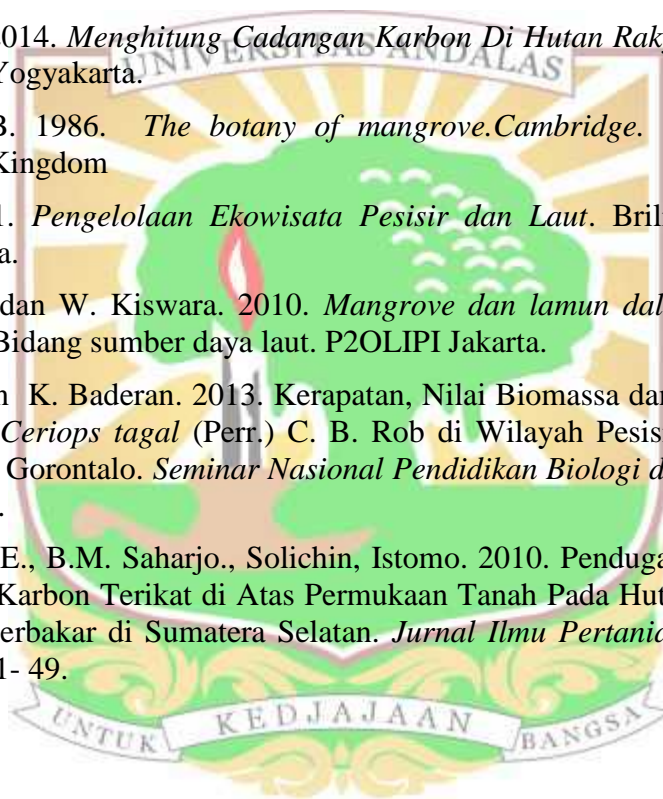 2014. Menghitung Cadangan Karbon Di Hutan Rak
UNIVERSITAS ANDALAS
Yogyakarta.
B. 1986. The botany of mangrove.Cambridge.
Kingdom
1. Pengelolaan Ekowisata Pesisir dan Laut. Bril
a.
dan W. Kiswara. 2010. Mangrove dan lamun dal
Bidang sumber daya laut. P2OLIPI Jakarta.
n K. Baderan. 2013. Kerapatan, Nilai Biomassa dan
Ceriops tagal (Perr.) C. B. Rob di Wilayah Pesis
Gorontalo. Seminar Nasional Pendidikan Biologi d
.
E., B.M. Saharjo., Solichin, Istomo. 2010. Penduga
Karbon Terikat di Atas Permukaan Tanah Pada Hut
erbakar di Sumatera Selatan. Jurnal Ilmu Pertania
1- 49.
UNTUK KEDJAJAAN BANGSA